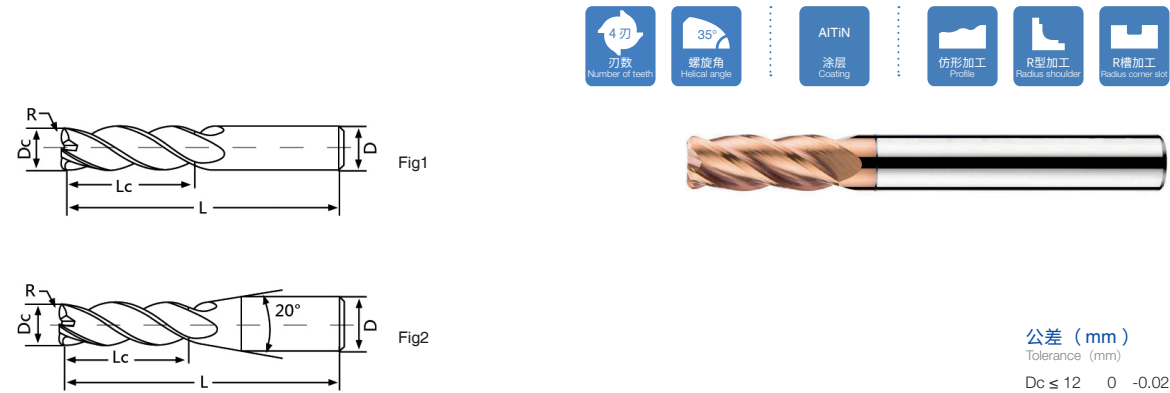 4 刃
刃数
Number of teeth
35°
螺旋角
Helical angle
AlTiN
涂层
Coating
仿形加工
Profile
R型加工
Radius shoulder
R槽加工
Radius corner slot
R
Dc
D
Fig1
Lc
L
R
Dc
20°
D
Fig2
Lc
L
公差（mm）
Tolerance（mm）
Dc ≤ 12 0 -0.02